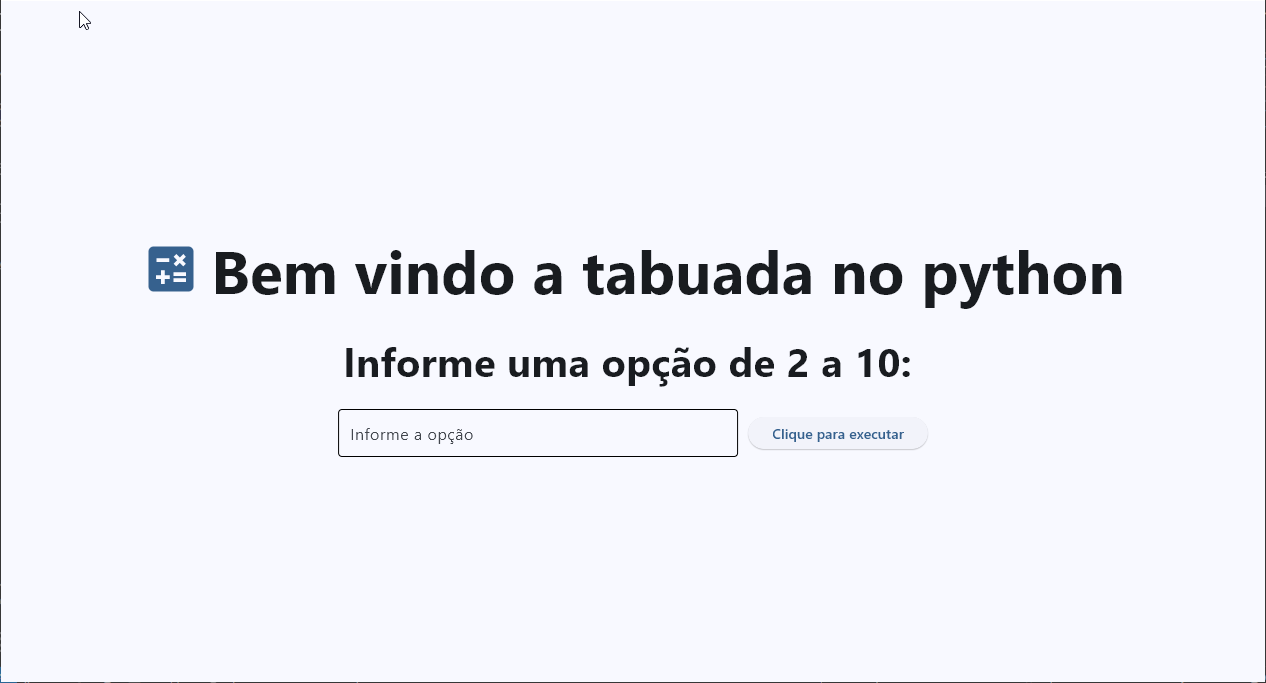 Bem vindo a tabuada no python
Informe uma opção de 2 a 10:
Informe a opção
Clique para executar